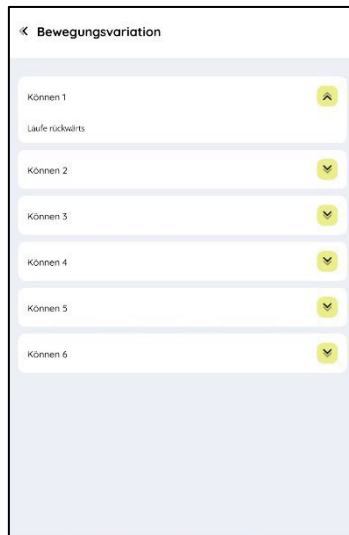 Bewegungsvariation
Können 1
Laufe rückwärts
Können 2
Können 3
Können 4
Können 5
Können 6